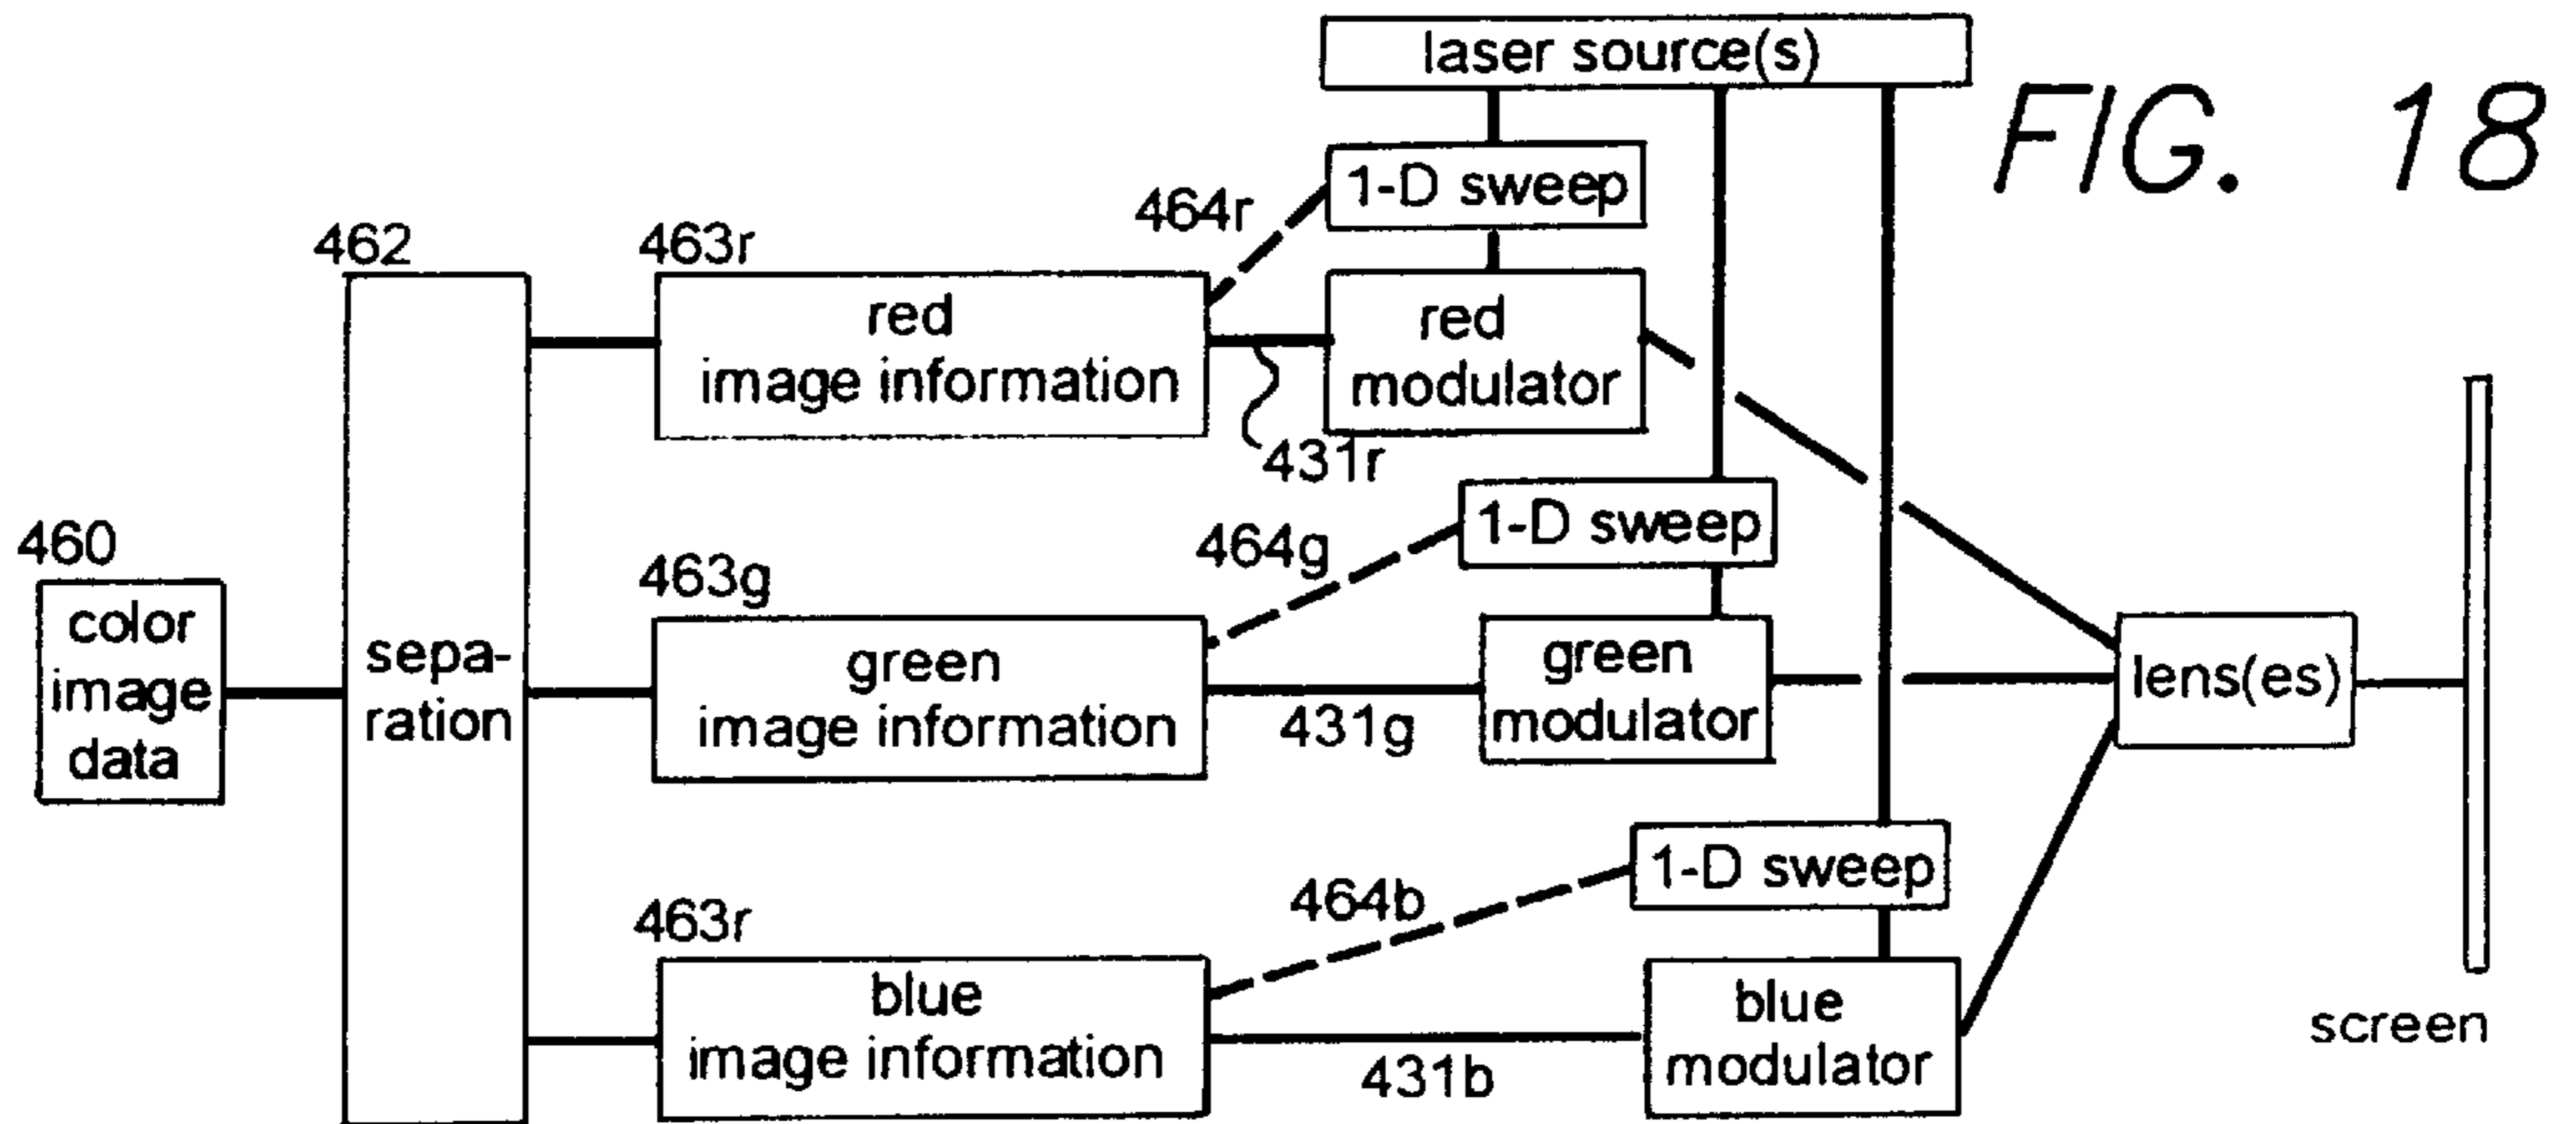 laser source(s)
FIG. 18
1-D sweep
464r
462
463r
red
image information
red
modulator
431r
1-D sweep
464g
460
463g
color
image
data
sepa-
ration
green
image information
green
modulator
431g
lens(es)
1-D sweep
464b
463r
blue
image information
blue
modulator
431b
screen